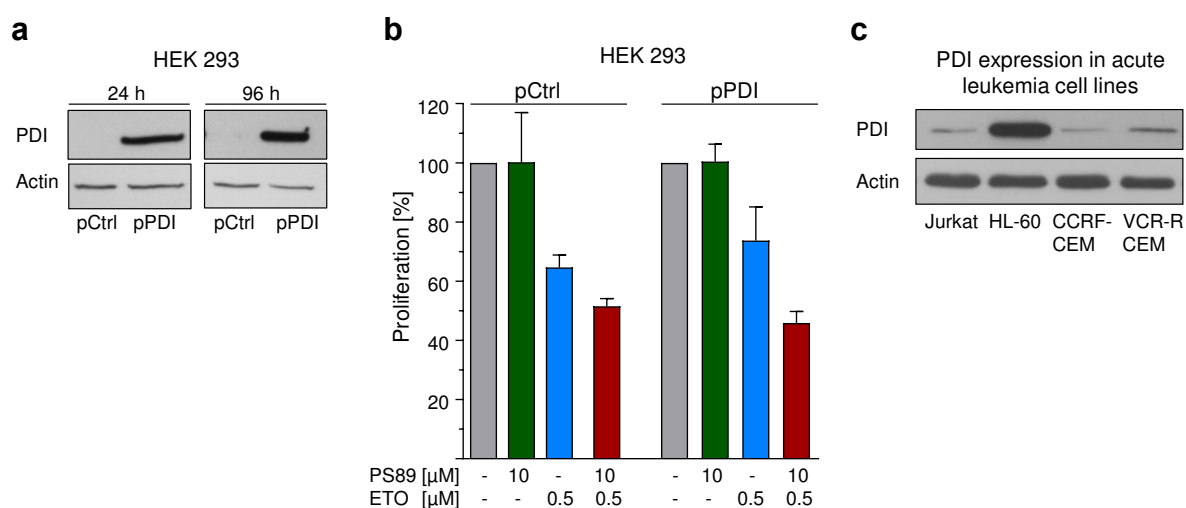 a
HEK 293
24 h 96 h
PDI
Actin
pCtrl pPDI pCtrl pPDI
b
HEK 293
pCtrl pPDI
Proliferation [%]
120
100
80
60
40
20
PS89 [µM] - 10 - 10 - 10 - 10
ETO [µM] - - 0.5 0.5 - - 0.5 0.5
c
PDI expression in acute
leukemia cell lines
PDI
Actin
Jurkat HL-60 CCRF- VCR-R
CEM CEM